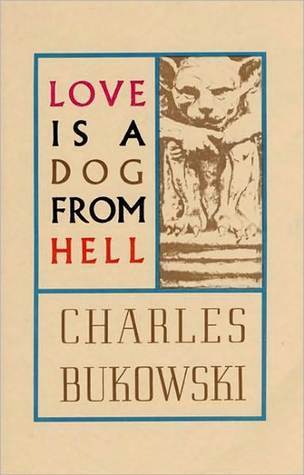 LOVE
IS A
DOG
FROM
HELL
CHARLES
BUKOWSKI